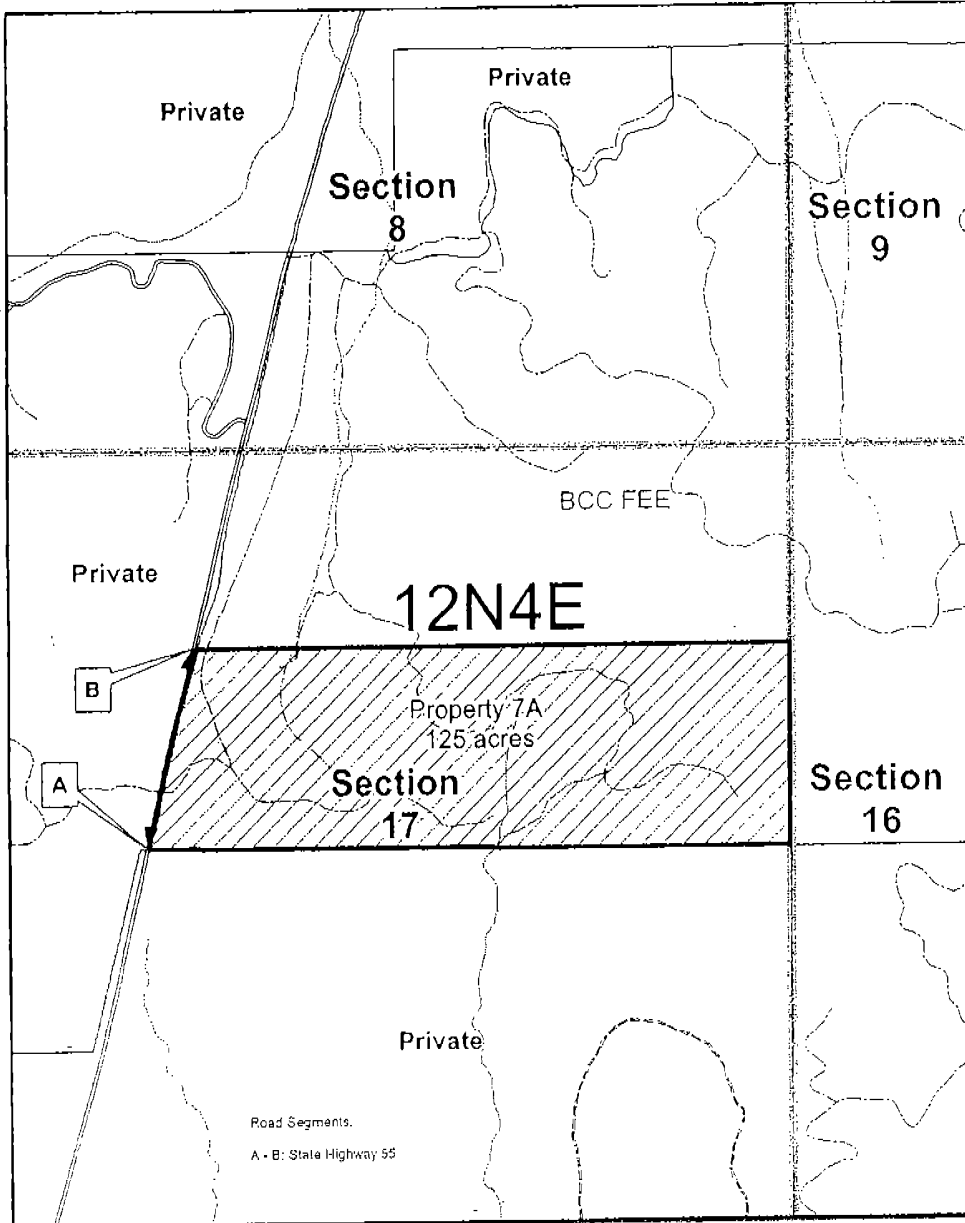 Private
Private
Section
8
Section
9
BCC FEE
Private
12N4E
B
Property 7A
125 acres
A
Section
17
Section
16
Private
Road Segments.
A - B: State Highway 55